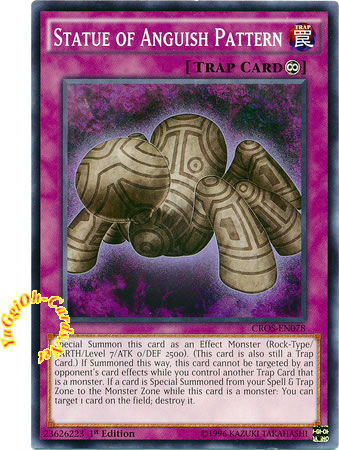 STATUE OF ANGUISH PATTERN
TRAP
罠
[TRAP CARD∞]
CROS-EN078
Special Summon this card as an Effect Monster (Rock-Type/
EARTH/Level 7/ATK 0/DEF 2500). (This card is also still a Trap
Card.) If Summoned this way, this card cannot be targeted by an
opponent's card effects while you control another Trap Card that
is a monster. If a card is Special Summoned from your Spell & Trap
Zone to the Monster Zone while this card is a monster: You can
target 1 card on the field; destroy it.
23626223
1st Edition
©1996 KAZUKI TAKAHASHI